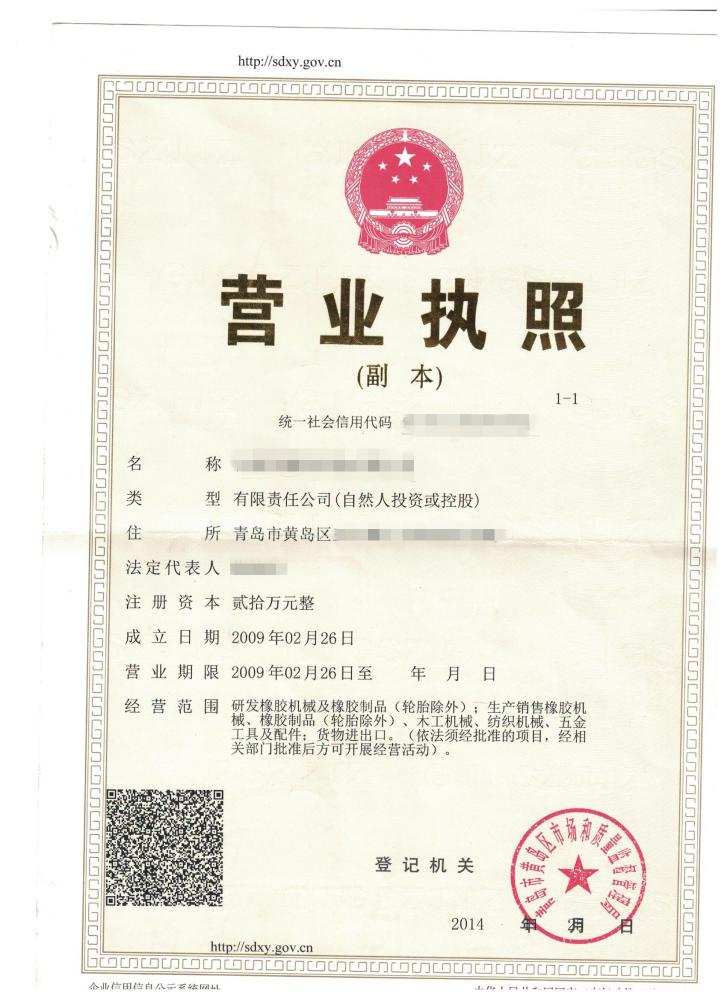 http://sdxy.gov.cn
营业执照
(副 本)
1-1
统一社会信用代码
名 称
类 型 有限责任公司(自然人投资或控股)
住 所 青岛市黄岛区
法定代表人
注册资本 贰拾万元整
成立日期 2009年02月26日
营业期限 2009年02月26日至 年 月 日
经营范围 研发橡胶机械及橡胶制品（轮胎除外）；生产销售橡胶机
械、橡胶制品（轮胎除外）、木工机械、纺织机械、五金
工具及配件；货物进出口。（依法须经批准的项目，经相
关部门批准后方可开展经营活动）。
登记机关
青岛市黄岛区市场和质量监督管理局
2014 年 月 日
http://sdxy.gov.cn
企业信用信息公示系统网址